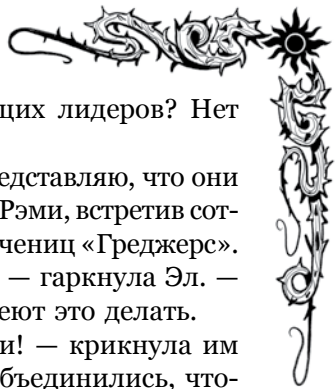 щих лидеров? Нет
едставляю, что они
Рэми, встретив сот-
чениц «Греджерс».
— гаркнула Эл. —
еют это делать.
и! — крикнула им
бъединились, что-